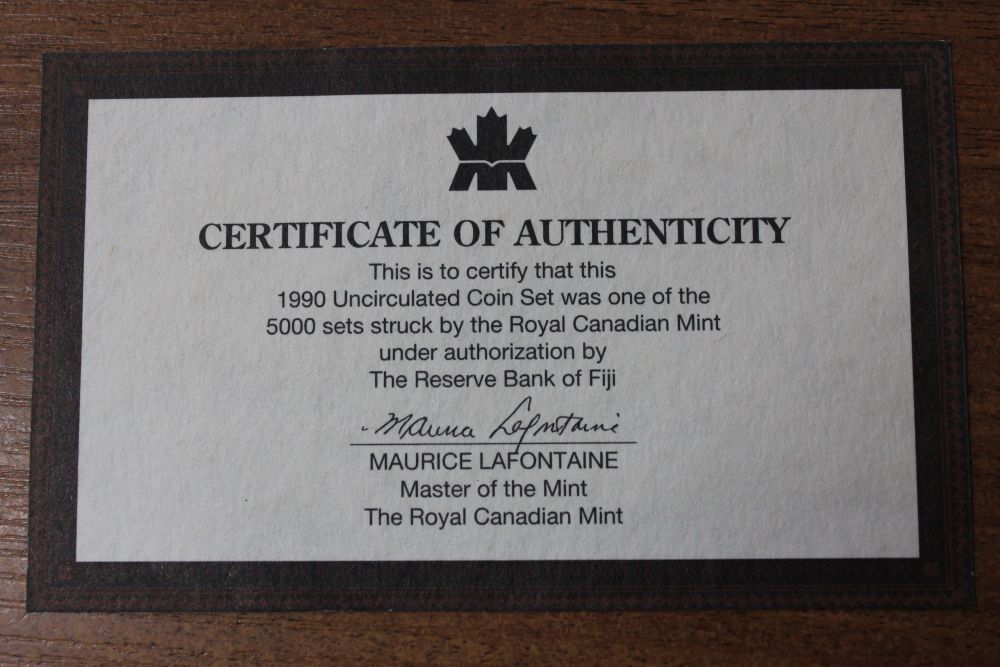 CERTIFICATE OF AUTHENTICITY
This is to certify that this
1990 Uncirculated Coin Set was one of the
5000 sets struck by the Royal Canadian Mint
under authorization by
The Reserve Bank of Fiji
Maurice Lafontaine
MAURICE LAFONTAINE
Master of the Mint
The Royal Canadian Mint